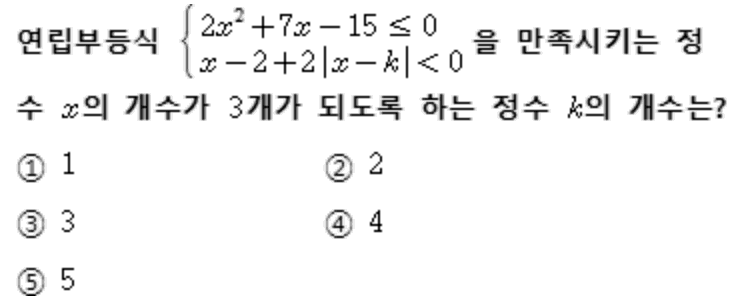 연립부등식 { 2x² + 7x − 15 ≤ 0
x − 2 + 2|x − k| < 0 을 만족시키는 정
수 x의 개수가 3개가 되도록 하는 정수 k의 개수는?
① 1 ② 2
③ 3 ④ 4
⑤ 5